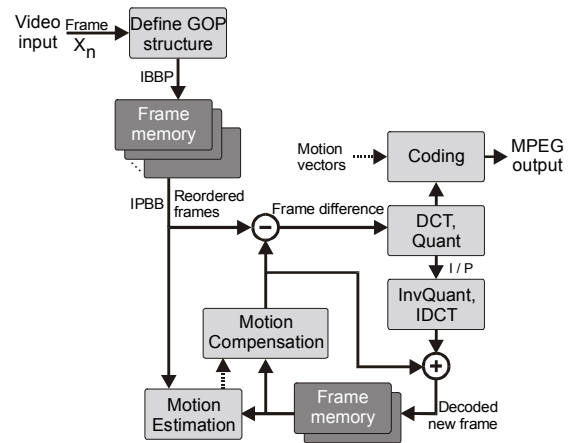 Video
input
Frame
Xn
Define GOP
structure
IBBP
Frame
memory
IPBB
Reordered
frames
Motion
vectors
Coding
MPEG
output
−
Frame difference
DCT,
Quant
I / P
InvQuant,
IDCT
Motion
Compensation
+
Motion
Estimation
Frame
memory
Decoded
new frame